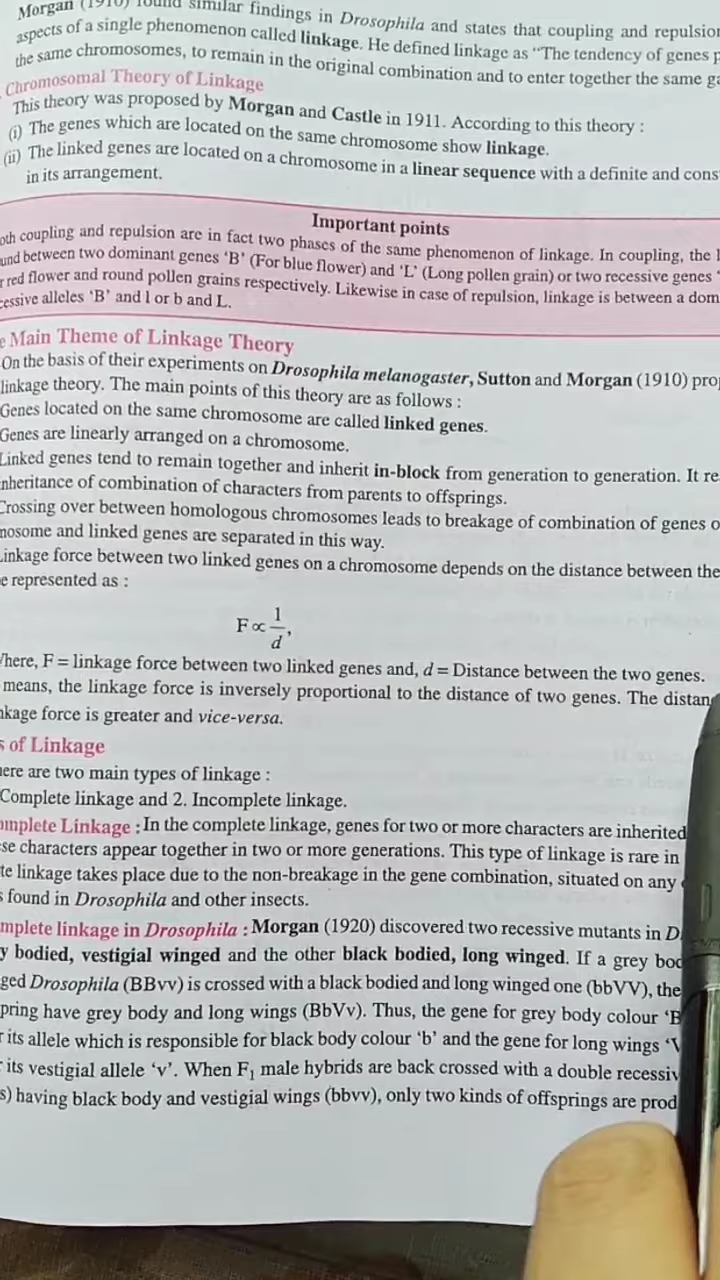 Morgan (1910) found similar findings in Drosophila and states that coupling and repulsion
aspects of a single phenomenon called linkage. He defined linkage as “The tendency of genes p
the same chromosomes, to remain in the original combination and to enter together the same ga
Chromosomal Theory of Linkage
This theory was proposed by Morgan and Castle in 1911. According to this theory :
(i) The genes which are located on the same chromosome show linkage.
(ii) The linked genes are located on a chromosome in a linear sequence with a definite and cons
in its arrangement.
Important points
oth coupling and repulsion are in fact two phases of the same phenomenon of linkage. In coupling, the l
und between two dominant genes ‘B’ (For blue flower) and ‘L’ (Long pollen grain) or two recessive genes ‘
r red flower and round pollen grains respectively. Likewise in case of repulsion, linkage is between a dom
cessive alleles ‘B’ and l or b and L.
e Main Theme of Linkage Theory
On the basis of their experiments on Drosophila melanogaster, Sutton and Morgan (1910) prop
linkage theory. The main points of this theory are as follows :
Genes located on the same chromosome are called linked genes.
Genes are linearly arranged on a chromosome.
Linked genes tend to remain together and inherit in-block from generation to generation. It re
nheritance of combination of characters from parents to offsprings.
Crossing over between homologous chromosomes leads to breakage of combination of genes o
mosome and linked genes are separated in this way.
Linkage force between two linked genes on a chromosome depends on the distance between the
e represented as :
F ∝ 1/d,
Where, F = linkage force between two linked genes and, d = Distance between the two genes.
means, the linkage force is inversely proportional to the distance of two genes. The distan
nkage force is greater and vice-versa.
s of Linkage
here are two main types of linkage :
Complete linkage and 2. Incomplete linkage.
omplete Linkage : In the complete linkage, genes for two or more characters are inherited
se characters appear together in two or more generations. This type of linkage is rare in
te linkage takes place due to the non-breakage in the gene combination, situated on any
s found in Drosophila and other insects.
mplete linkage in Drosophila : Morgan (1920) discovered two recessive mutants in D
y bodied, vestigial winged and the other black bodied, long winged. If a grey bod
ged Drosophila (BBvv) is crossed with a black bodied and long winged one (bbVV), the
pring have grey body and long wings (BbVv). Thus, the gene for grey body colour ‘B
r its allele which is responsible for black body colour ‘b’ and the gene for long wings ‘V
r its vestigial allele ‘v’. When F₁ male hybrids are back crossed with a double recessiv
s) having black body and vestigial wings (bbvv), only two kinds of offsprings are prod